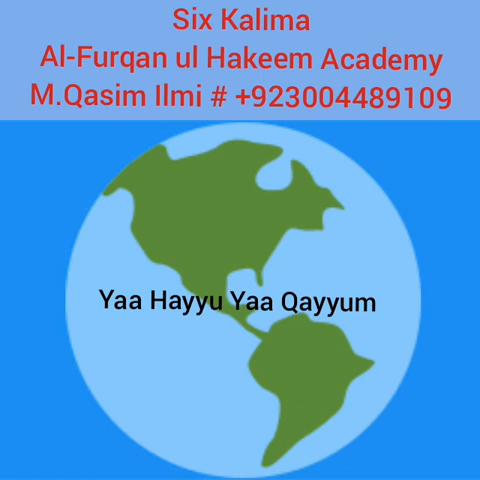 Six Kalima
Al-Furqan ul Hakeem Academy
M.Qasim Ilmi # +923004489109
Yaa Hayyu Yaa Qayyum